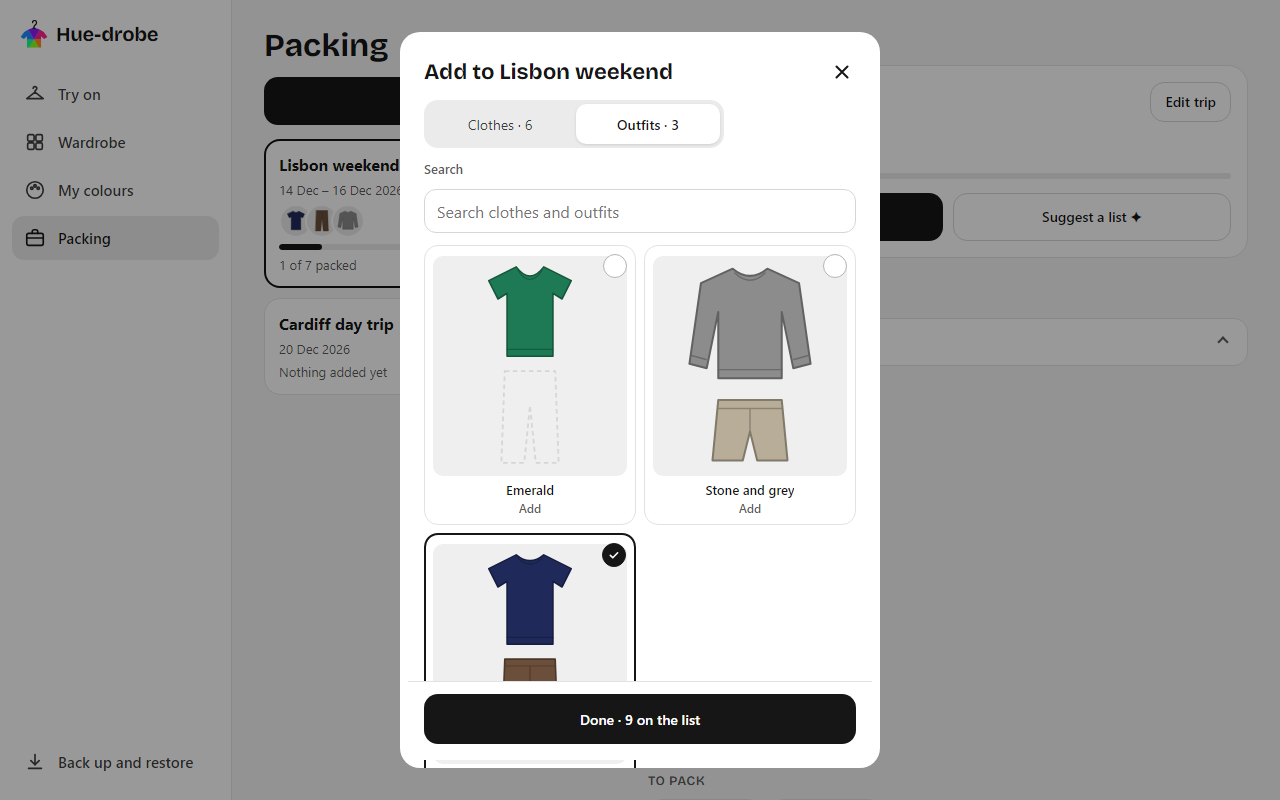 Hue-drobe
Try on
Wardrobe
My colours
Packing
Back up and restore
Packing
Lisbon weekend
14 Dec – 16 Dec 2026
1 of 7 packed
Cardiff day trip
20 Dec 2026
Nothing added yet
Edit trip
Suggest a list ✦
TO PACK
Add to Lisbon weekend
Clothes · 6
Outfits · 3
Search
Search clothes and outfits
Emerald
Add
Stone and grey
Add
Done · 9 on the list